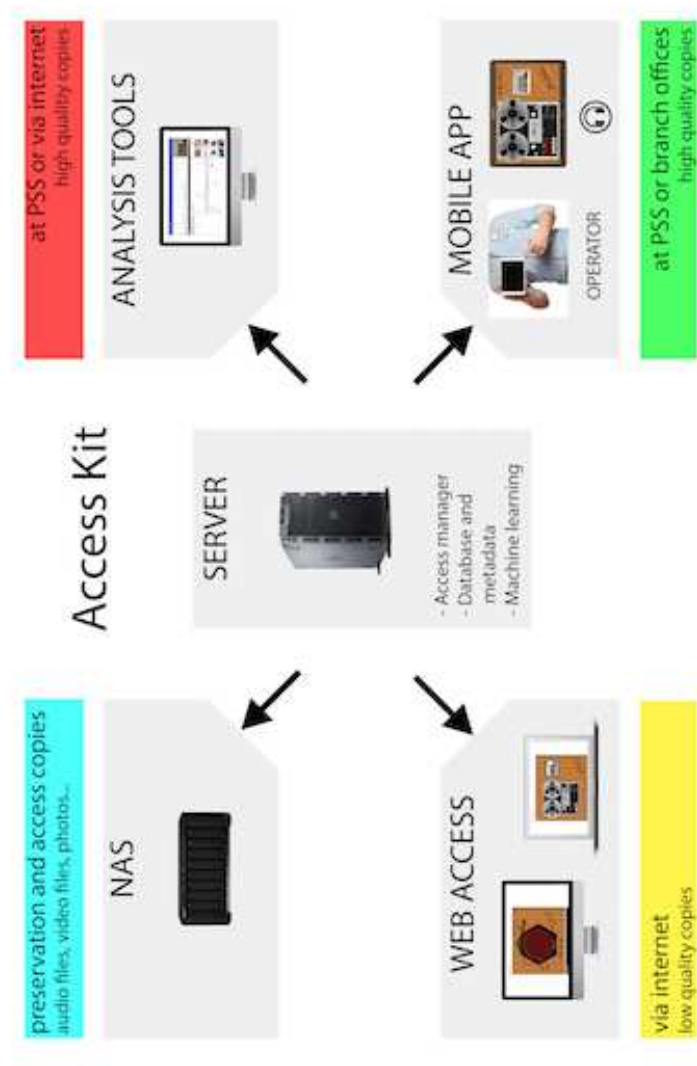 Access Kit
preservation and access copies
audio files, video files, photos...
NAS
at PSS or via internet
high quality copies
ANALYSIS TOOLS
SERVER
- Access manager
- Database and
metadata
- Machine learning
WEB ACCESS
via internet
low quality copies
MOBILE APP
OPERATOR
at PSS or branch offices
high quality copies